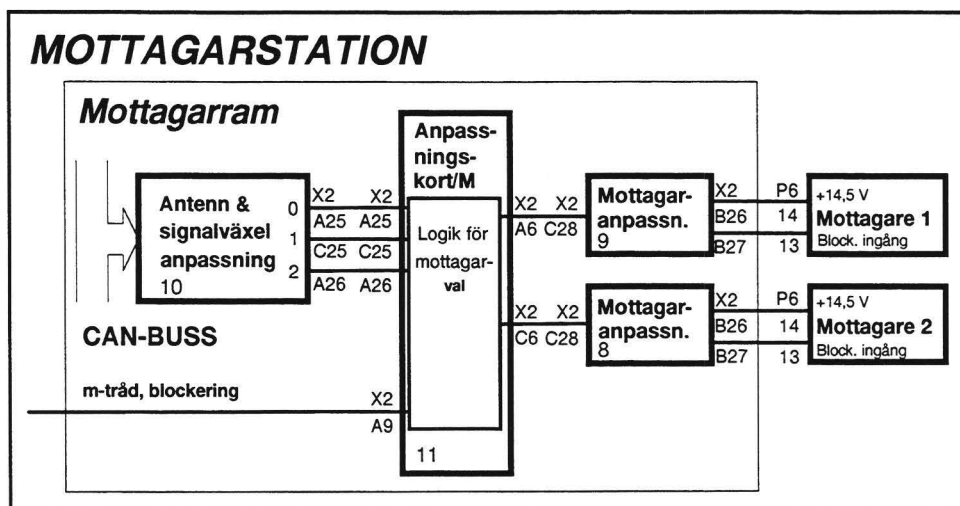 MOTTAGARSTATION
Mottagarram
Antenn &
signalväxel
anpassning
10
0
1
2
X2 X2
A25 A25
C25 C25
A26 A26
CAN-BUSS
m-tråd, blockering
X2
A9
Anpass-
nings-
kort/M
Logik för
mottagar-
val
11
X2 X2
A6 C28
Mottagar-
anpassn.
9
X2 P6
B26 14
B27 13
+14,5 V
Mottagare 1
Block. ingång
X2 X2
C6 C28
Mottagar-
anpassn.
8
X2 P6
B26 14
B27 13
+14,5 V
Mottagare 2
Block. ingång